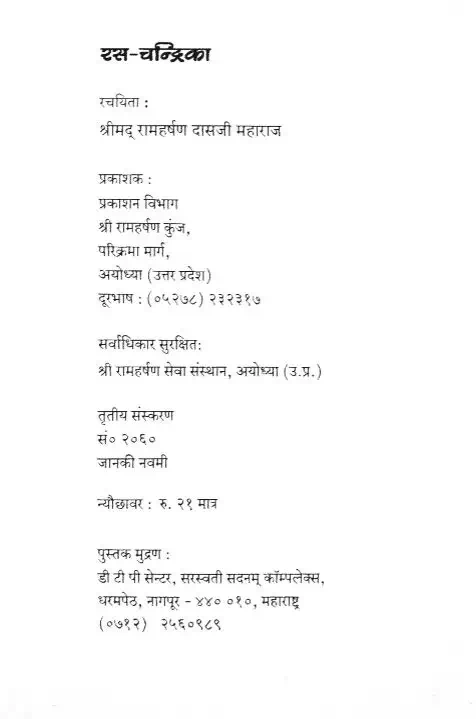 रस-चन्द्रिका
रचयिता :
श्रीमद् रामहर्षण दासजी महाराज
प्रकाशक :
प्रकाशन विभाग
श्री रामहर्षण कुंज,
परिक्रमा मार्ग,
अयोध्या (उत्तर प्रदेश)
दूरभाष : (०५२७८) २३२३१७
सर्वाधिकार सुरक्षित:
श्री रामहर्षण सेवा संस्थान, अयोध्या (उ.प्र.)
तृतीय संस्करण
सं० २०६०
जानकी नवमी
न्यौछावर : रु. २१ मात्र
पुस्तक मुद्रण :
डी टी पी सेन्टर, सरस्वती सदनम् कॉम्पलेक्स,
धरमपेठ, नागपूर - ४४० ०१०, महाराष्ट्र
(०७१२) २५६०९८९